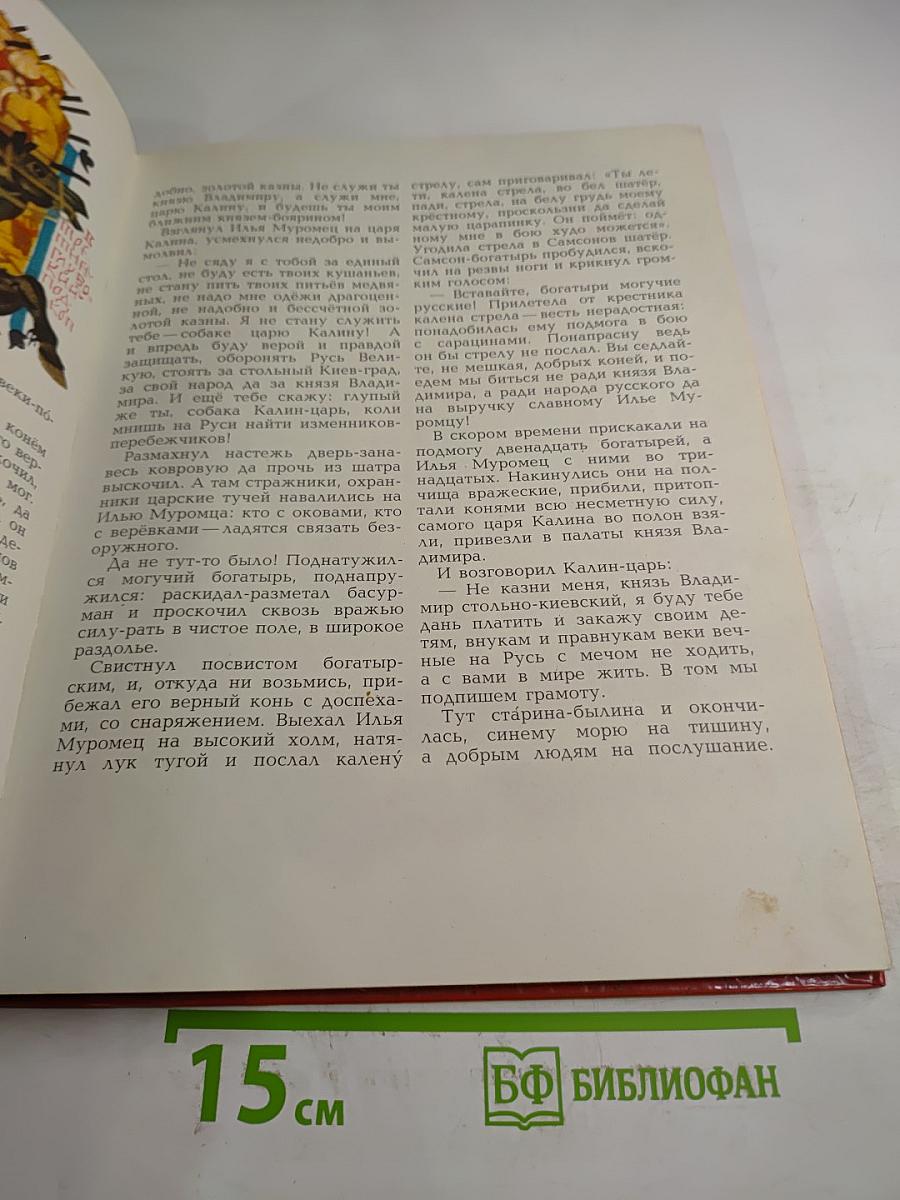 веки-по́-
конём
го вер-
кочил,
мог.
да
он
де-
нов
м-
и
добно, золотой казны. Не служи ты
князю Владимиру, а служи мне,
царю Калину, и будешь ты моим
ближним князем-боярином!
Взглянул Илья Муромец на царя
Калина, усмехнулся недобро и вы-
молвил:
— Не сяду я с тобой за единый
стол, не буду есть твоих кушаньев,
не стану пить твоих питьёв медвя-
ных, не надо мне одёжи драгоцен-
ной, не надобно и бессчётной зо-
лотой казны. Я не стану служить
тебе — собаке царю Калину! А
и впредь буду верой и правдой
защищать, оборонять Русь Вели-
кую, стоять за стольный Киев-град,
за свой народ да за князя Влади-
мира. И ещё тебе скажу: глупый
же ты, собака Калин-царь, коли
мнишь на Руси найти изменников-
перебежчиков!
Размахнул настежь дверь-зана-
весь ковровую да прочь из шатра
выскочил. А там стражники, охран-
ники царские тучей навалились на
Илью Муромца: кто с оковами, кто
с верёвками — ладятся связать без-
оружного.
Да не тут-то было! Поднатужил-
ся могучий богатырь, поднапру-
жился: раскидал-разметал басур-
ман и проскочил сквозь вражью
силу-рать в чистое поле, в широкое
раздолье.
Свистнул посвистом богатыр-
ским, и, откуда ни возьмись, при-
бежал его верный конь с доспе́ха-
ми, со снаряжением. Выехал Илья
Муромец на высокий холм, натя-
нул лук тугой и послал калену́
стрелу, сам приговаривал: «Ты ле-
ти, калена стрела, во бел шатёр,
пади, стрела, на белу грудь моему
крёстному, проскользни да сделай
малую царапинку. Он поймёт: од-
ному мне в бою худо можется».
Угодила стрела в Самсонов шатёр.
Самсон-богатырь пробудился, вско-
чил на резвы ноги и крикнул гром-
ким голосом:
— Вставайте, богатыри могучие
русские! Прилетела от крестника
калена стрела — весть нерадостная:
понадобилась ему подмога в бою
с сарацинами. Понапрасну ведь
он бы стрелу не послал. Вы седлай-
те, не мешкая, добрых коней, и по-
едем мы биться не ради князя Вла-
димира, а ради народа русского да
на выручку славному Илье Му-
ромцу!
В скором времени прискакали на
подмогу двенадцать богатырей, а
Илья Муромец с ними во три-
надцатых. Накинулись они на пол-
чища вражеские, прибили, притоп-
тали конями всю несметную силу,
самого царя Калина во полон взя-
ли, привезли в палаты князя Вла-
димира.
И возговорил Калин-царь:
— Не казни меня, князь Влади-
мир стольно-киевский, я буду тебе
дань платить и закажу своим де-
тям, внукам и правнукам веки веч-
ные на Русь с мечом не ходить,
а с вами в мире жить. В том мы
подпишем грамоту.
Тут ста́рина-былина и окончи-
лась, синему морю на тишину,
а добрым людям на послушание.
15 см
БФ БИБЛИОФАН